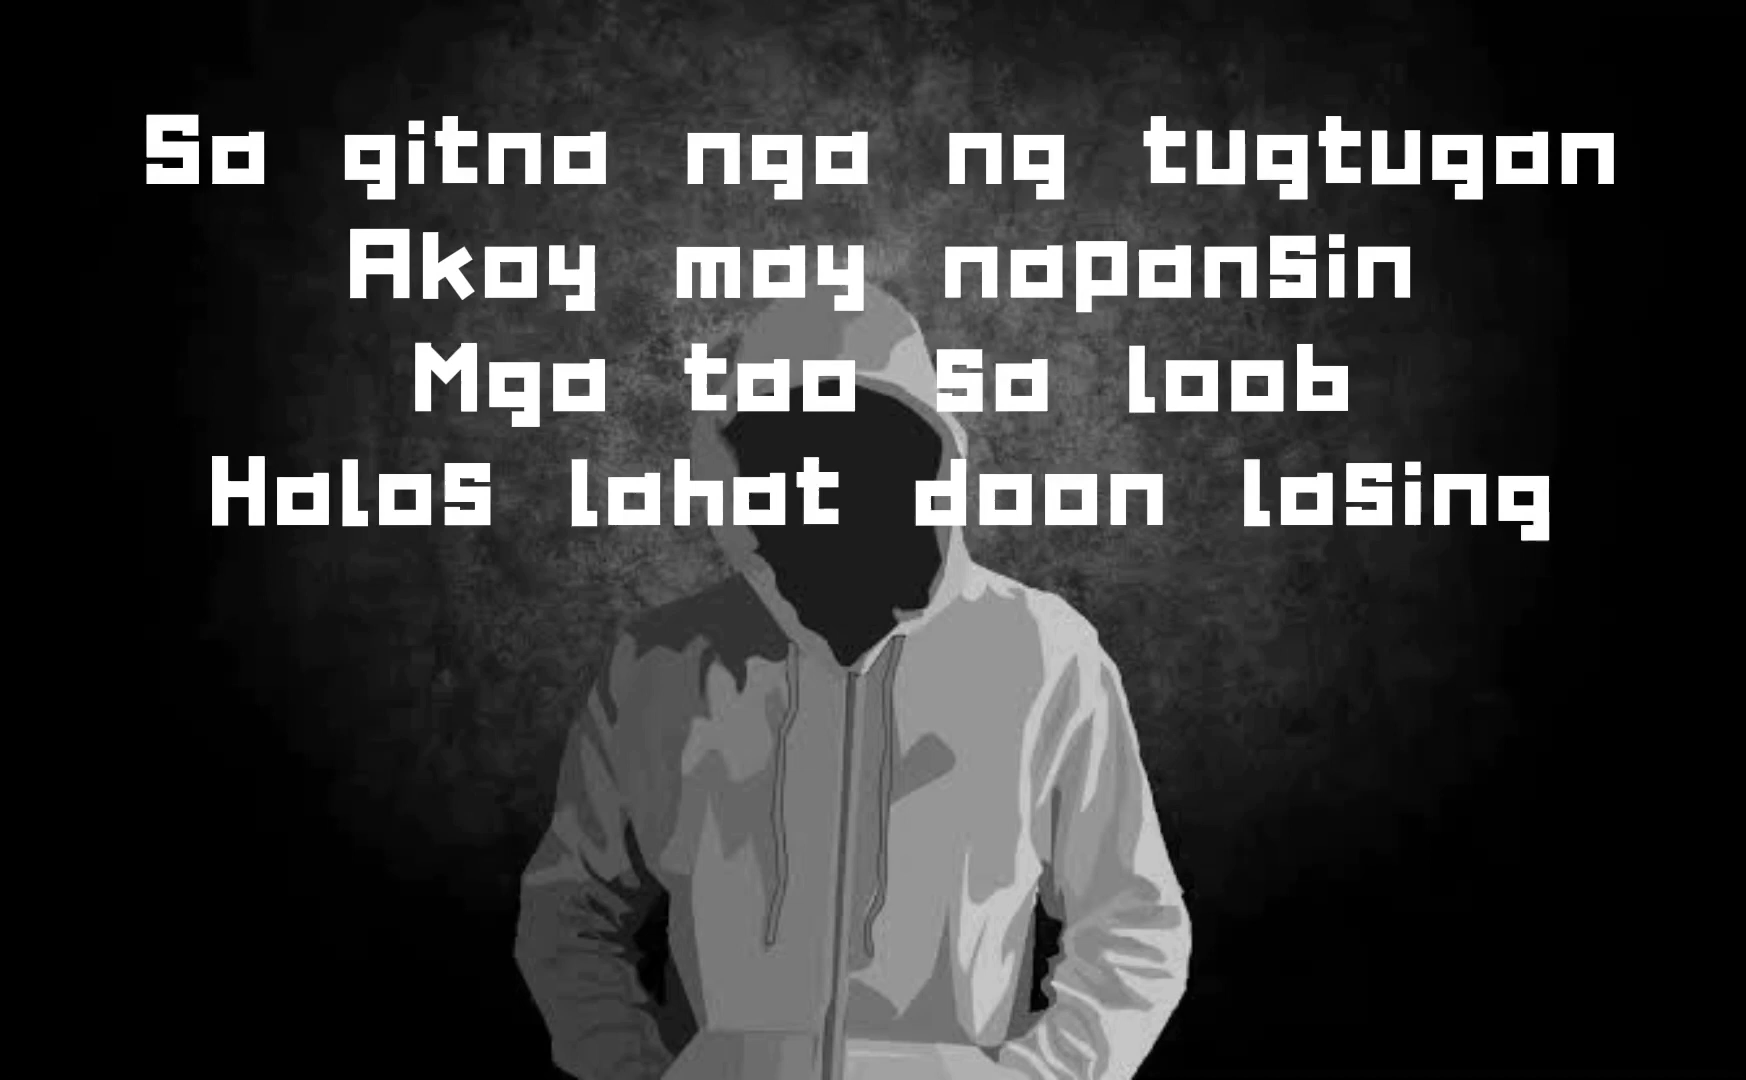 Sa gitna nga ng tugtugan
Akoy may napansin
Mga tao sa loob
Halos lahat doon lasing